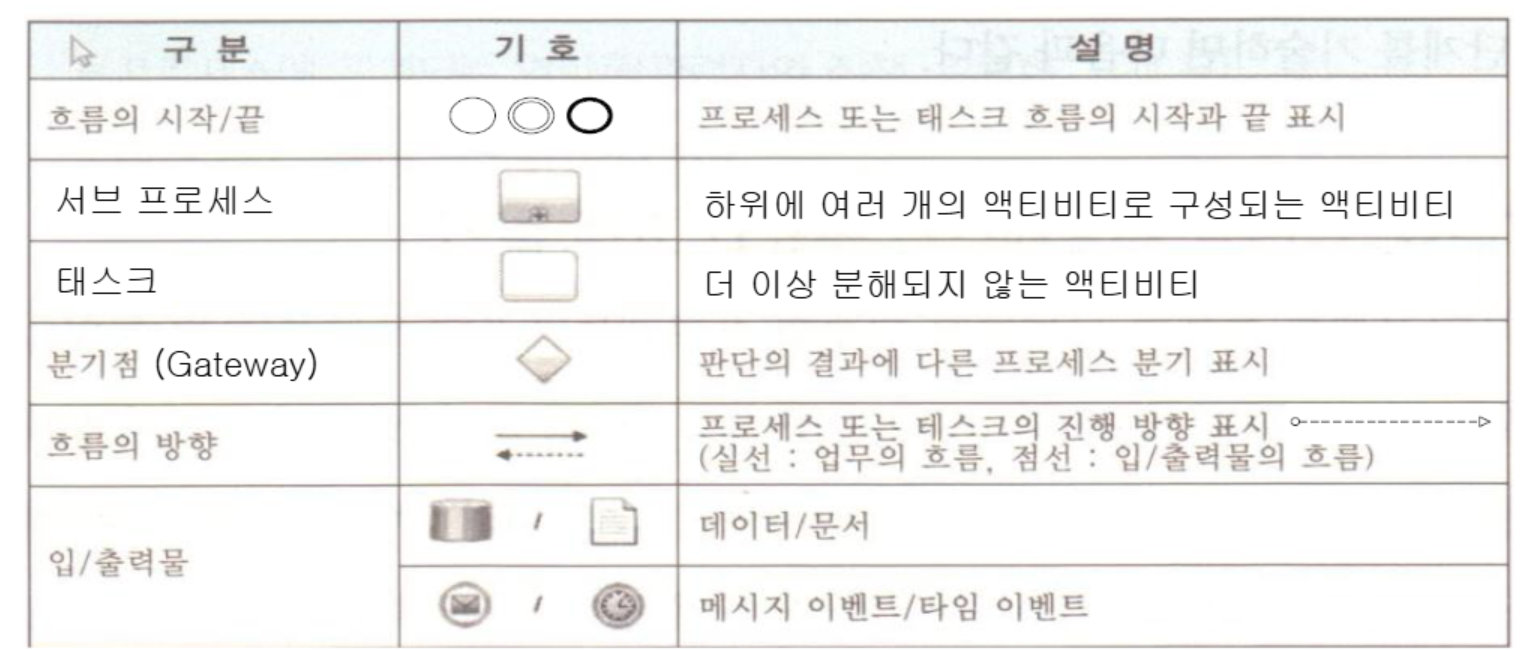 구 분 기 호 설 명
흐름의 시작/끝 프로세스 또는 태스크 흐름의 시작과 끝 표시
서브 프로세스 하위에 여러 개의 액티비티로 구성되는 액티비티
태스크 더 이상 분해되지 않는 액티비티
분기점 (Gateway) 판단의 결과에 다른 프로세스 분기 표시
흐름의 방향 프로세스 또는 테스크의 진행 방향 표시
(실선 : 업무의 흐름, 점선 : 입/출력물의 흐름)
입/출력물 / 데이터/문서
/ 메시지 이벤트/타임 이벤트